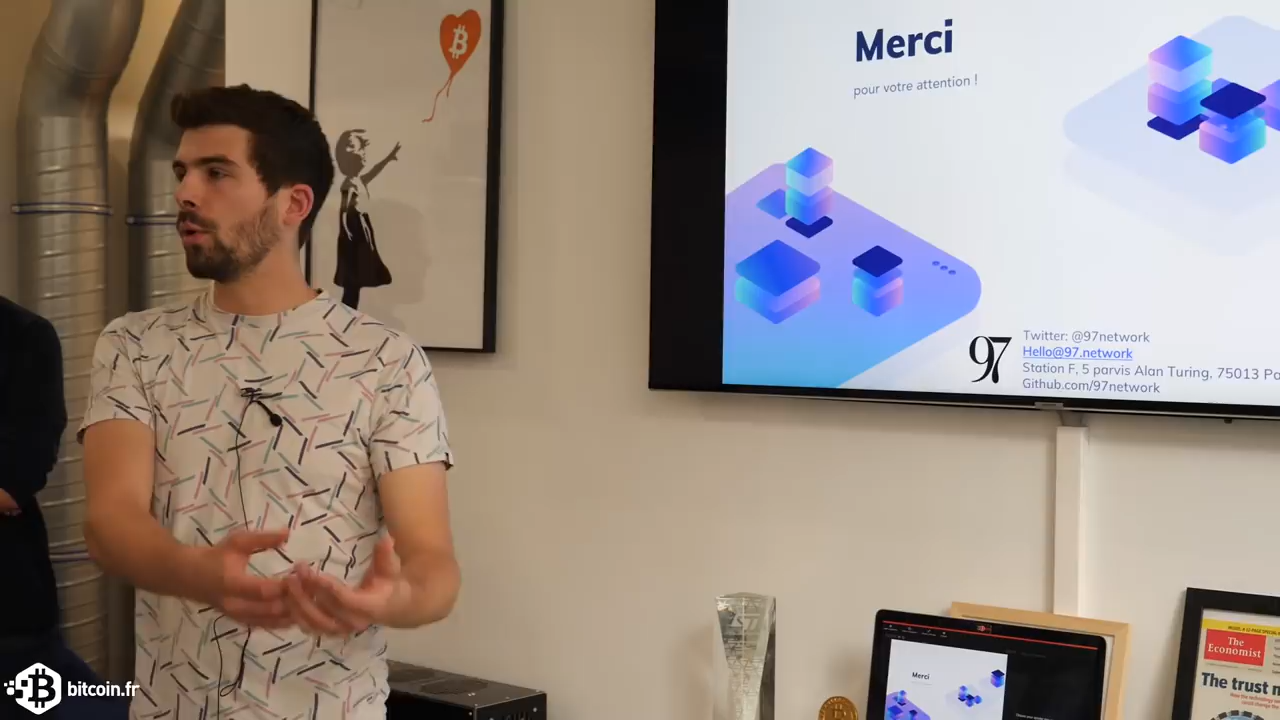 Merci
pour votre attention !
97
Twitter: @97network
Hello@97.network
Station F, 5 parvis Alan Turing, 75013
Github.com/97network
Merci
The
Economist
The trust
bitcoin.fr